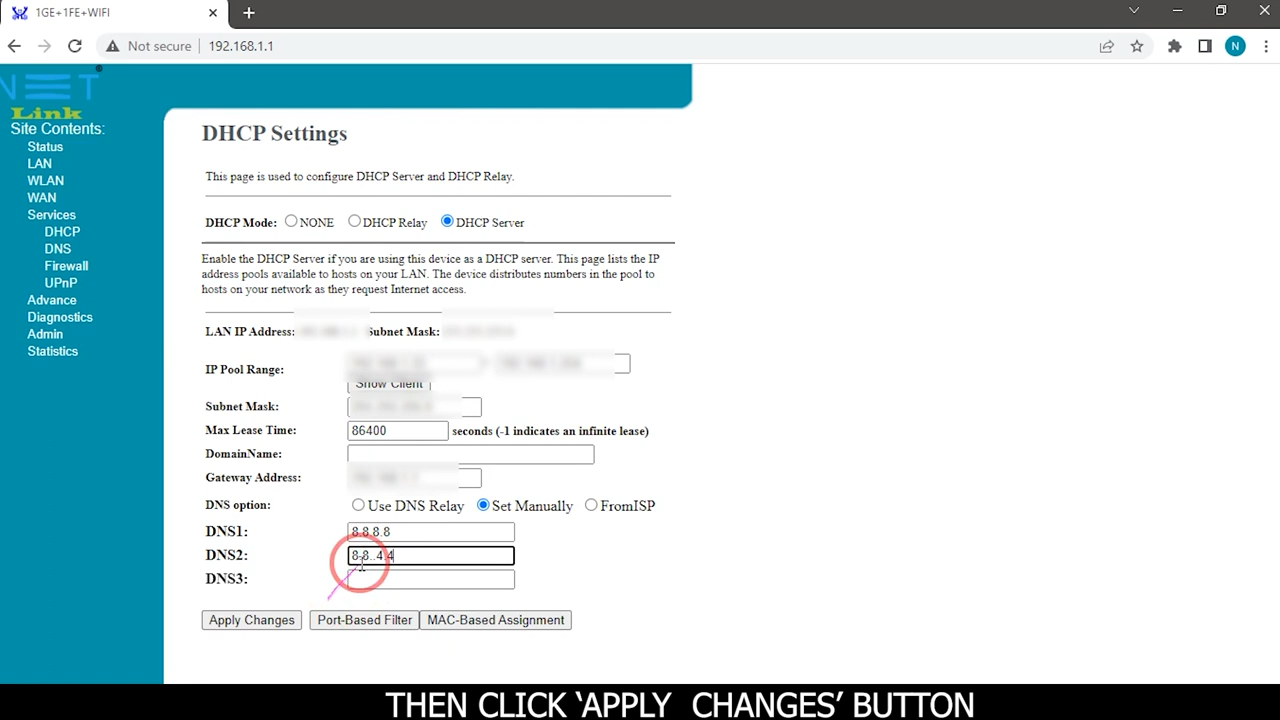 1GE+1FE+WIFI
Not secure
192.168.1.1
N
NET
Link
Site Contents:
Status
LAN
WLAN
WAN
Services
DHCP
DNS
Firewall
UPnP
Advance
Diagnostics
Admin
Statistics
DHCP Settings
This page is used to configure DHCP Server and DHCP Relay.
DHCP Mode: NONE DHCP Relay DHCP Server
Enable the DHCP Server if you are using this device as a DHCP server. This page lists the IP
address pools available to hosts on your LAN. The device distributes numbers in the pool to
hosts on your network as they request Internet access.
LAN IP Address: Subnet Mask:
IP Pool Range:
Show Client
Subnet Mask:
Max Lease Time: 86400 seconds (-1 indicates an infinite lease)
DomainName:
Gateway Address:
DNS option: Use DNS Relay Set Manually FromISP
DNS1: 8.8.8.8
DNS2: 8.8..4.4
DNS3:
Apply Changes Port-Based Filter MAC-Based Assignment
THEN CLICK ‘APPLY CHANGES’ BUTTON